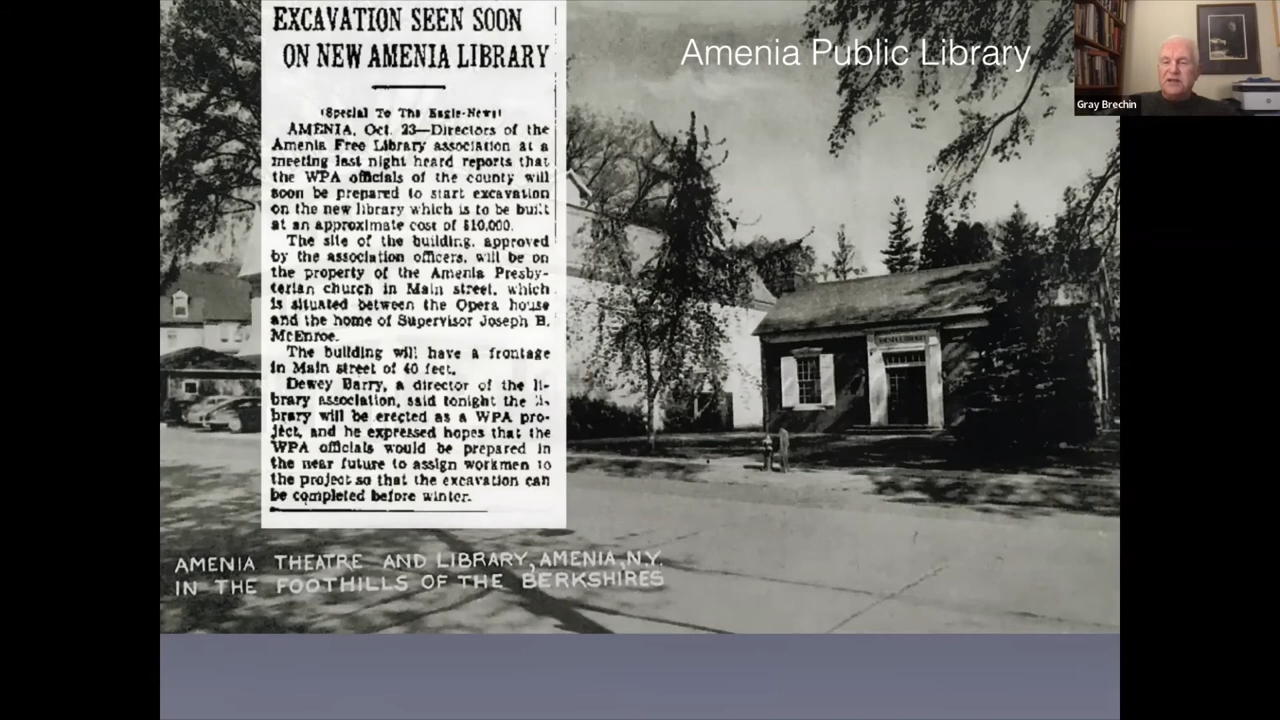 EXCAVATION SEEN SOON
ON NEW AMENIA LIBRARY
(Special To The Eagle-News)
AMENIA, Oct. 23—Directors of the
Amenia Free Library association at a
meeting last night heard reports that
the WPA officials of the county will
soon be prepared to start excavation
on the new library which is to be built
at an approximate cost of $10,000.
The site of the building, approved
by the association officers, will be on
the property of the Amenia Presby-
terian church in Main street, which
is situated between the Opera house
and the home of Supervisor Joseph B.
McEnroe.
The building will have a frontage
in Main street of 40 feet.
Dewey Barry, a director of the li-
brary association, said tonight the li-
brary will be erected as a WPA pro-
ject, and he expressed hopes that the
WPA officials would be prepared in
the near future to assign workmen to
the project so that the excavation can
be completed before winter.
Amenia Public Library
Gray Brechin
AMENIA THEATRE AND LIBRARY, AMENIA, N.Y.
IN THE FOOTHILLS OF THE BERKSHIRES